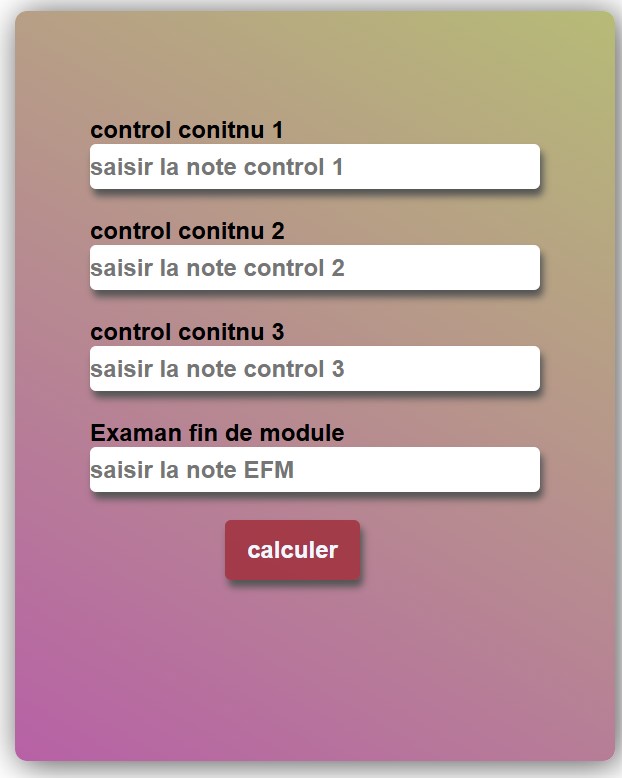 control conitnu 1
saisir la note control 1
control conitnu 2
saisir la note control 2
control conitnu 3
saisir la note control 3
Examan fin de module
saisir la note EFM
calculer